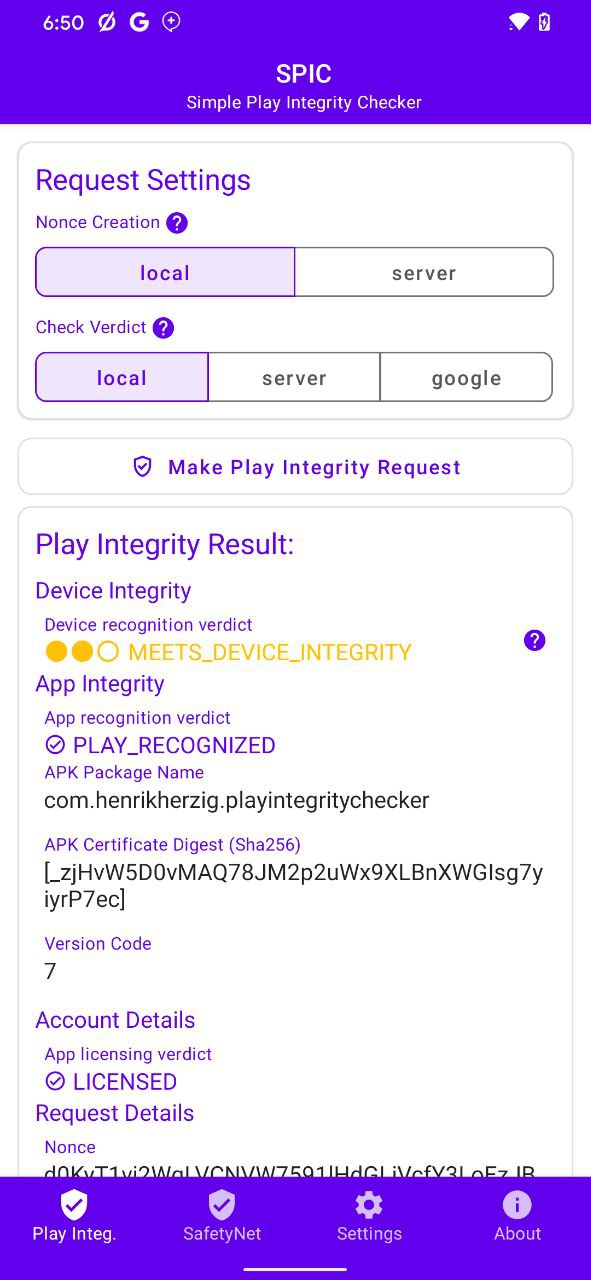 6:50
SPIC
Simple Play Integrity Checker
Request Settings
Nonce Creation ?
local server
Check Verdict ?
local server google
Make Play Integrity Request
Play Integrity Result:
Device Integrity
Device recognition verdict
MEETS_DEVICE_INTEGRITY ?
App Integrity
App recognition verdict
PLAY_RECOGNIZED
APK Package Name
com.henrikherzig.playintegritychecker
APK Certificate Digest (Sha256)
[_zjHvW5D0vMAQ78JM2p2uWx9XLBnXWGIsg7y
iyrP7ec]
Version Code
7
Account Details
App licensing verdict
LICENSED
Request Details
Nonce
Play Integ. SafetyNet Settings About